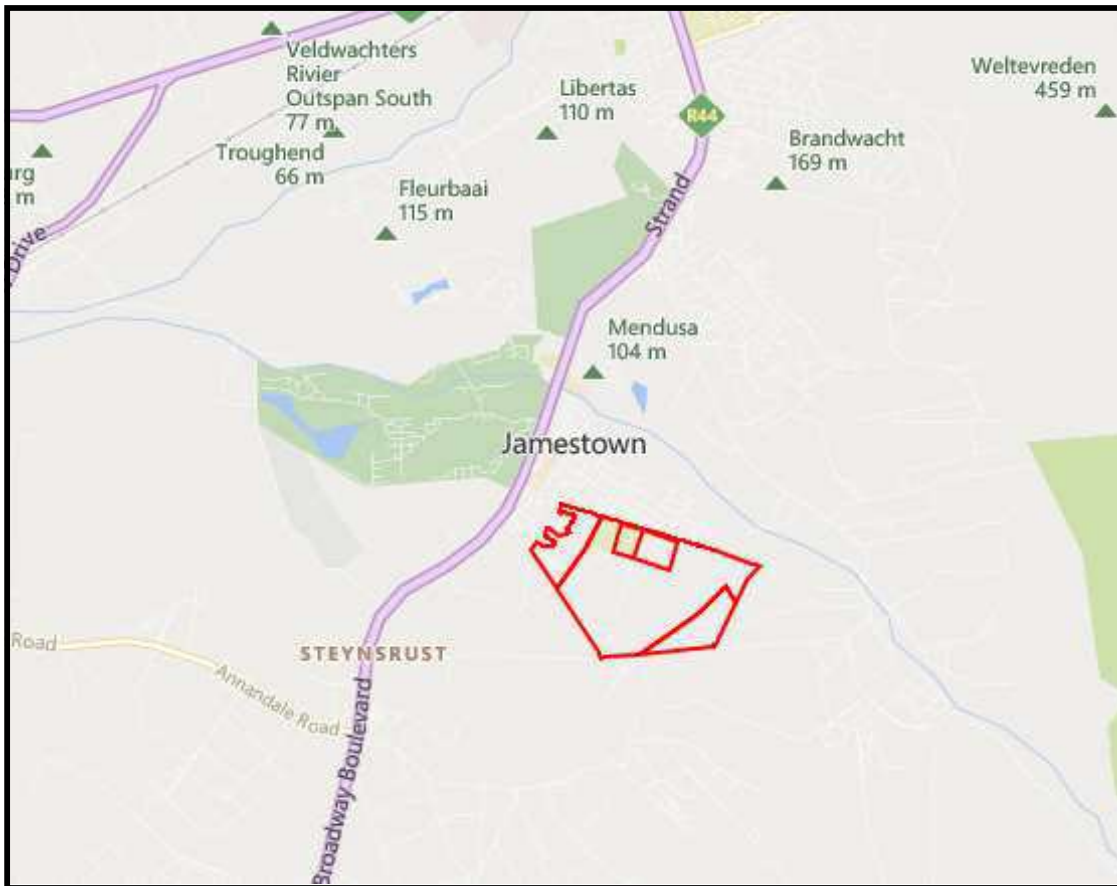 Veldwachters
Rivier
Outspan South
77 m
Troughend
66 m
Libertas
110 m
R44
Weltevreden
459 m
Brandwacht
169 m
Fleurbaai
115 m
Strand
Drive
m
Mendusa
104 m
Jamestown
Road
STEYNSRUST
Annandale Road
Broadway Boulevard